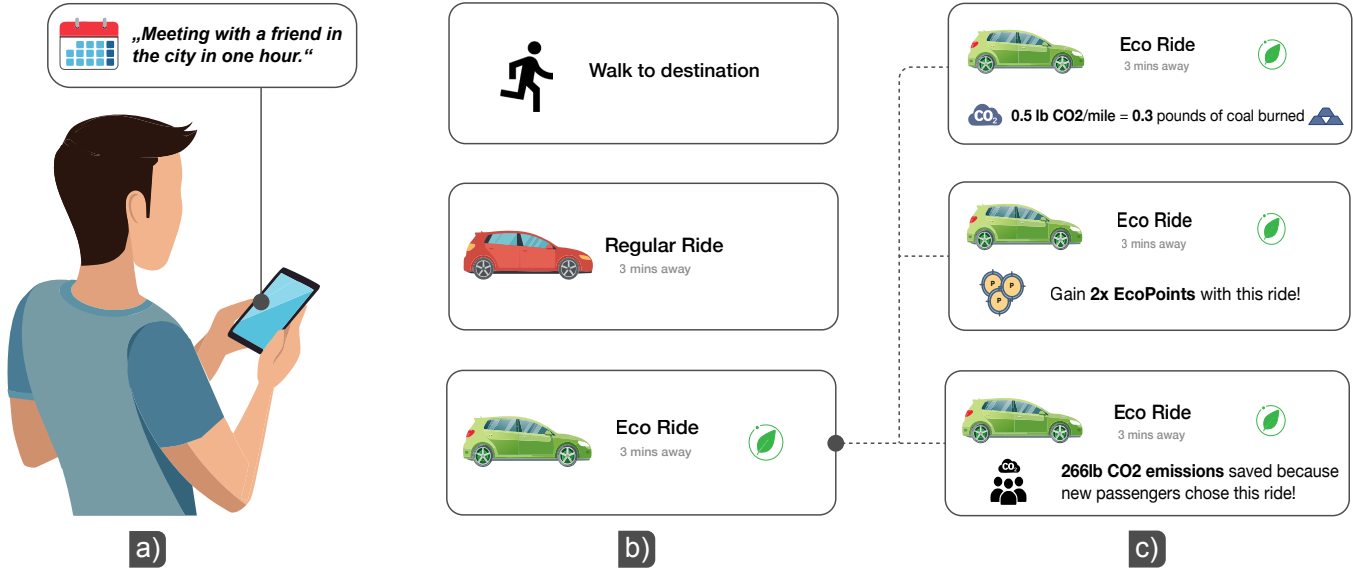 „Meeting with a friend in
the city in one hour.“
a)
Walk to destination
Regular Ride
3 mins away
Eco Ride
3 mins away
b)
Eco Ride
3 mins away
CO2
0.5 lb CO2/mile = 0.3 pounds of coal burned
Eco Ride
3 mins away
P
P
P
Gain 2x EcoPoints with this ride!
Eco Ride
3 mins away
CO2
266lb CO2 emissions saved because
new passengers chose this ride!
c)